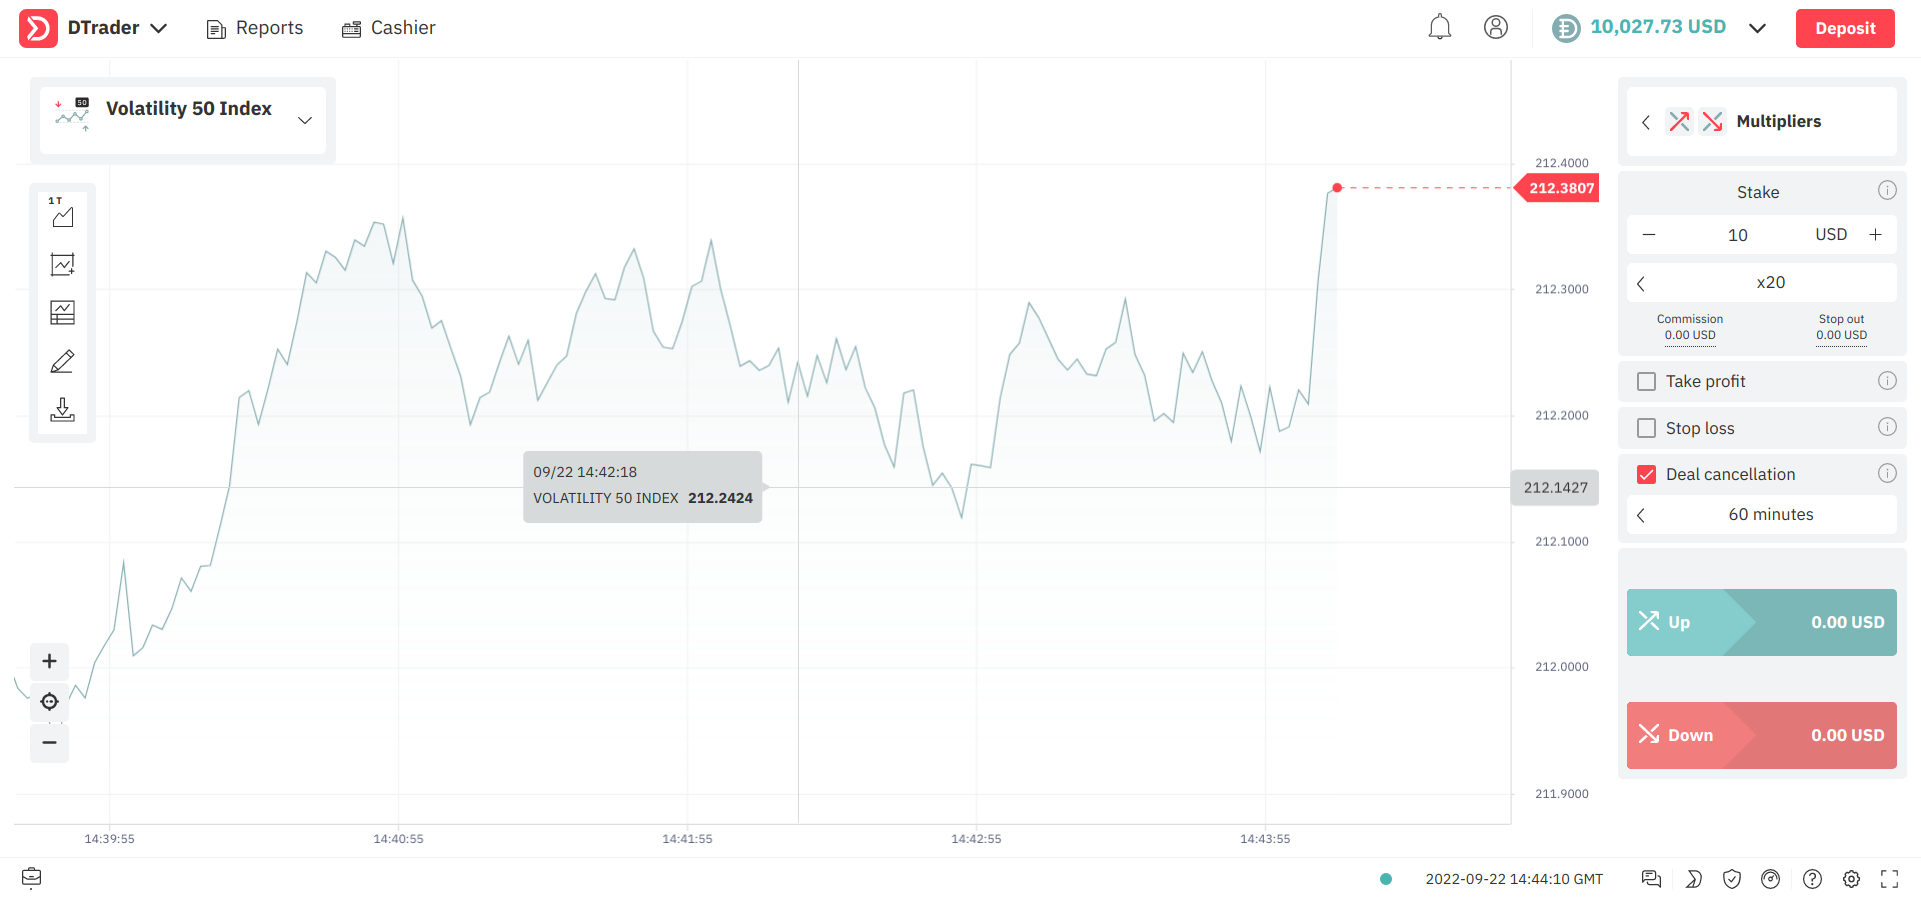 DTrader
Reports
Cashier
10,027.73 USD
Deposit
50
Volatility 50 Index
1 T
212.4000
212.3807
212.3000
212.2000
212.1427
212.1000
212.0000
211.9000
09/22 14:42:18
VOLATILITY 50 INDEX 212.2424
14:39:55
14:40:55
14:41:55
14:42:55
14:43:55
Multipliers
Stake
10 USD
x20
Commission
0.00 USD
Stop out
0.00 USD
Take profit
Stop loss
Deal cancellation
60 minutes
Up 0.00 USD
Down 0.00 USD
2022-09-22 14:44:10 GMT